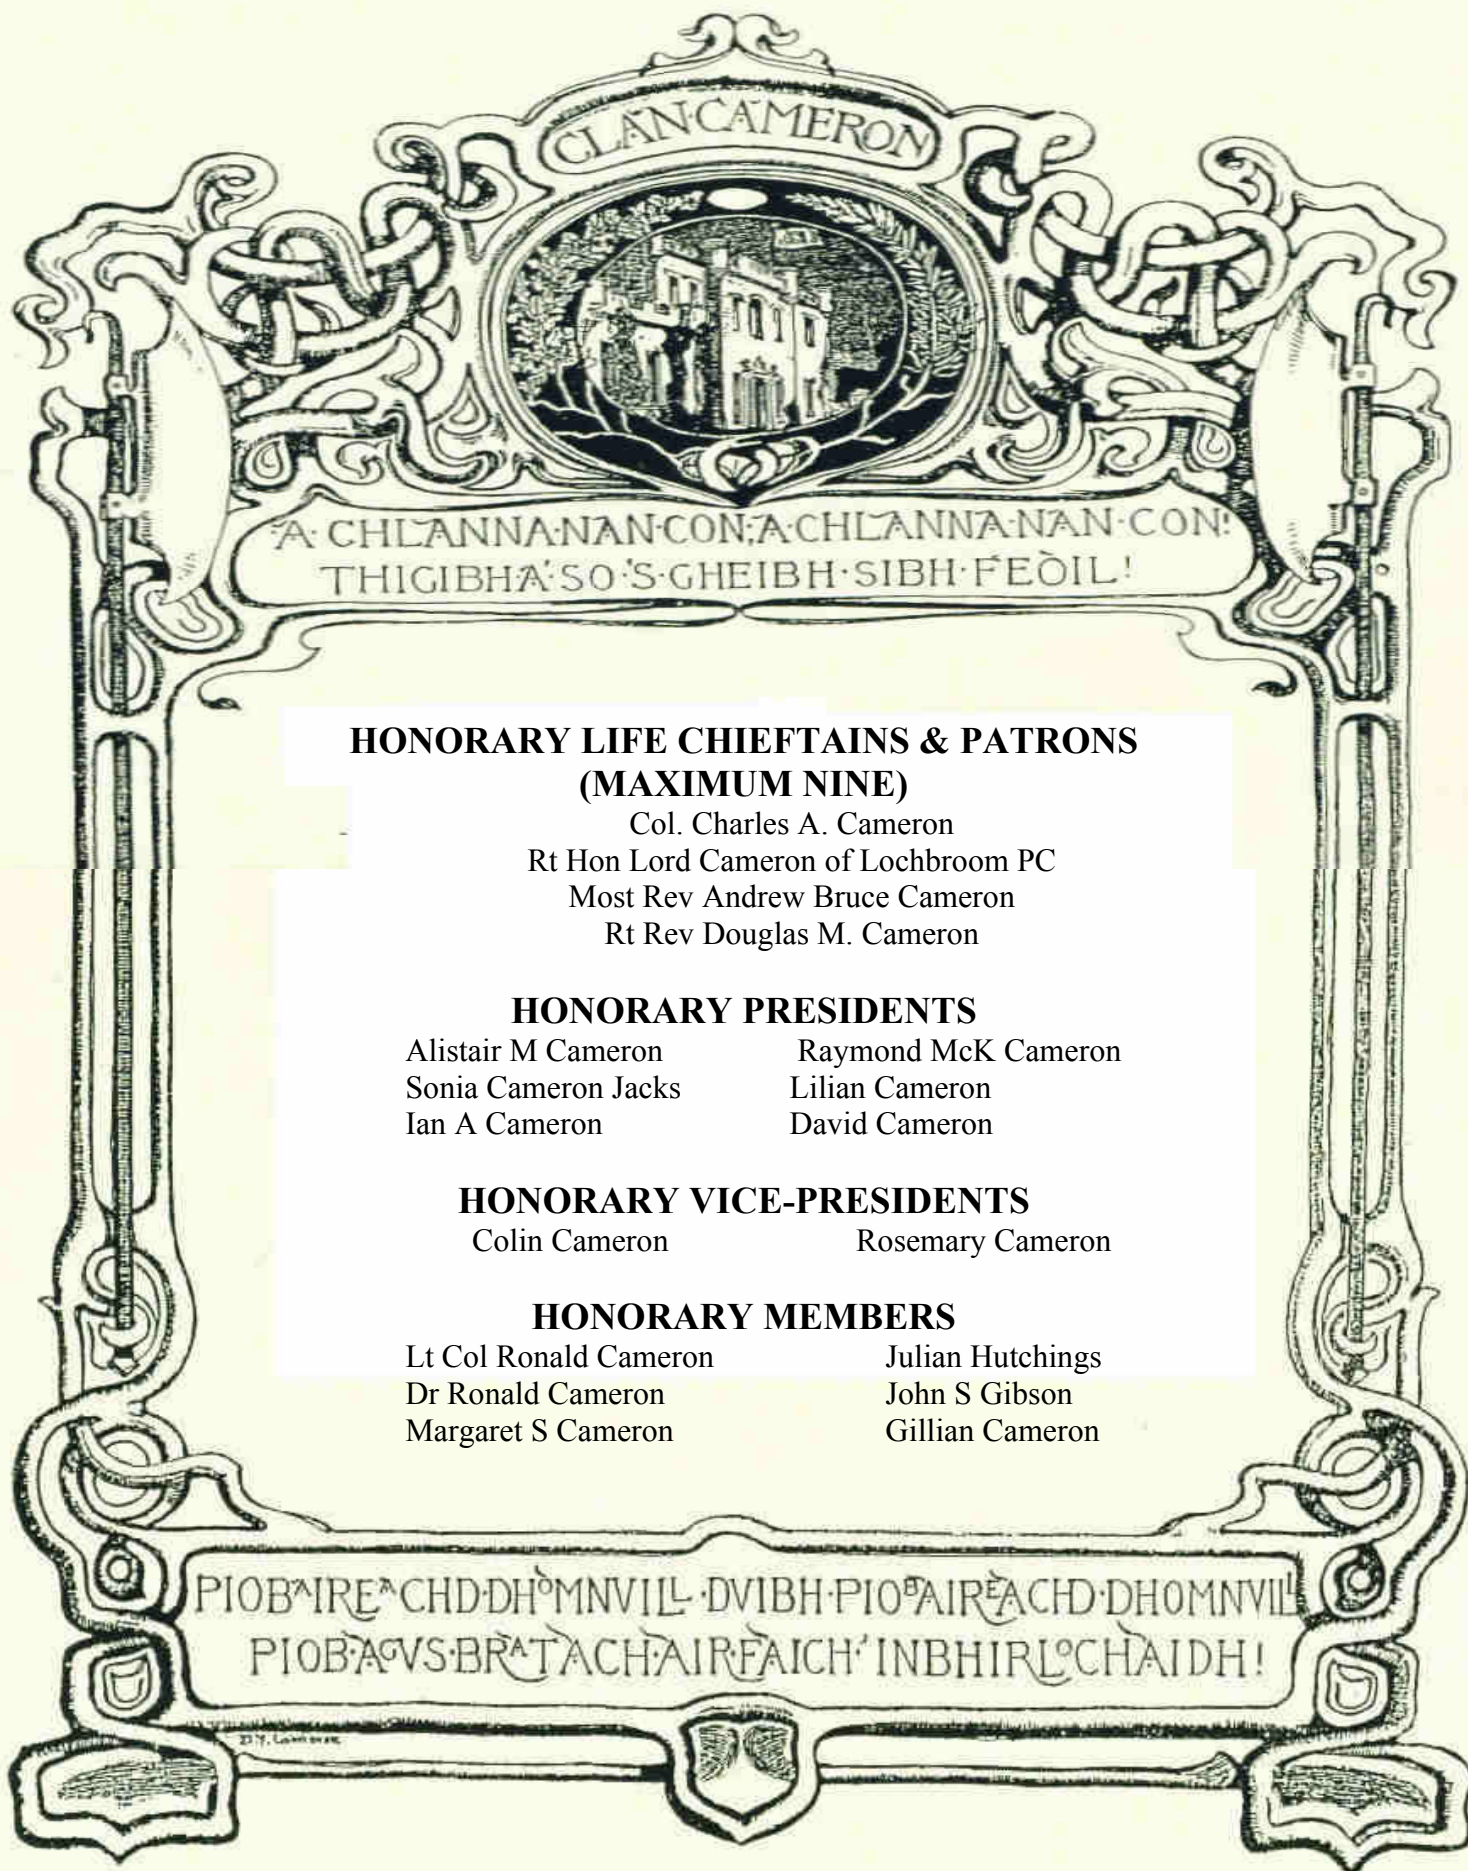 CLAN·CAMERON
A·CHLANNA·NAN·CON;A·CHLANNA·NAN·CON!
THIGIBH·A'·SO·'S·GHEIBH·SIBH·FEÒIL!
HONORARY LIFE CHIEFTAINS & PATRONS
(MAXIMUM NINE)
Col. Charles A. Cameron
Rt Hon Lord Cameron of Lochbroom PC
Most Rev Andrew Bruce Cameron
Rt Rev Douglas M. Cameron
HONORARY PRESIDENTS
Alistair M Cameron Raymond McK Cameron
Sonia Cameron Jacks Lilian Cameron
Ian A Cameron David Cameron
HONORARY VICE-PRESIDENTS
Colin Cameron Rosemary Cameron
HONORARY MEMBERS
Lt Col Ronald Cameron Julian Hutchings
Dr Ronald Cameron John S Gibson
Margaret S Cameron Gillian Cameron
PIOBAIREACHD·DHÒMNVILL·DVIBH·PIOBAIREACHD·DHOMNVILL
PIOB·AGVS·BRATACH·AIR·FAICH'·INBHIRLOCHAIDH!
D.Y. Cameron